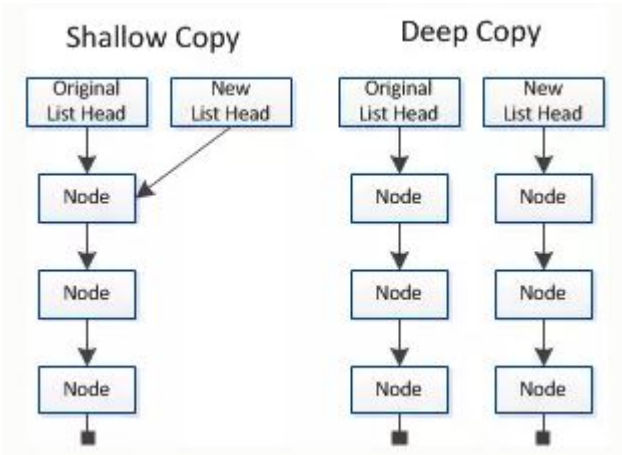 Shallow Copy
Original
List Head
New
List Head
Node
Node
Node
Deep Copy
Original
List Head
New
List Head
Node
Node
Node
Node
Node
Node